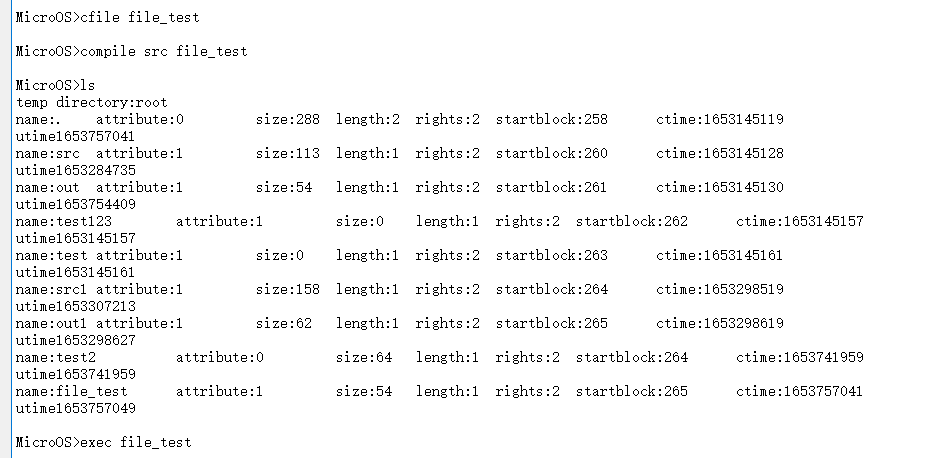 MicroOS>cfile file_test
MicroOS>compile src file_test
MicroOS>ls
temp directory:root
name:. attribute:0 size:288 length:2 rights:2 startblock:258 ctime:1653145119
utime1653757041
name:src attribute:1 size:113 length:1 rights:2 startblock:260 ctime:1653145128
utime1653284735
name:out attribute:1 size:54 length:1 rights:2 startblock:261 ctime:1653145130
utime1653754409
name:test123 attribute:1 size:0 length:1 rights:2 startblock:262 ctime:1653145157
utime1653145157
name:test attribute:1 size:0 length:1 rights:2 startblock:263 ctime:1653145161
utime1653145161
name:src1 attribute:1 size:158 length:1 rights:2 startblock:264 ctime:1653298519
utime1653307213
name:out1 attribute:1 size:62 length:1 rights:2 startblock:265 ctime:1653298619
utime1653298627
name:test2 attribute:0 size:64 length:1 rights:2 startblock:264 ctime:1653741959
utime1653741959
name:file_test attribute:1 size:54 length:1 rights:2 startblock:265 ctime:1653757041
utime1653757049
MicroOS>exec file_test